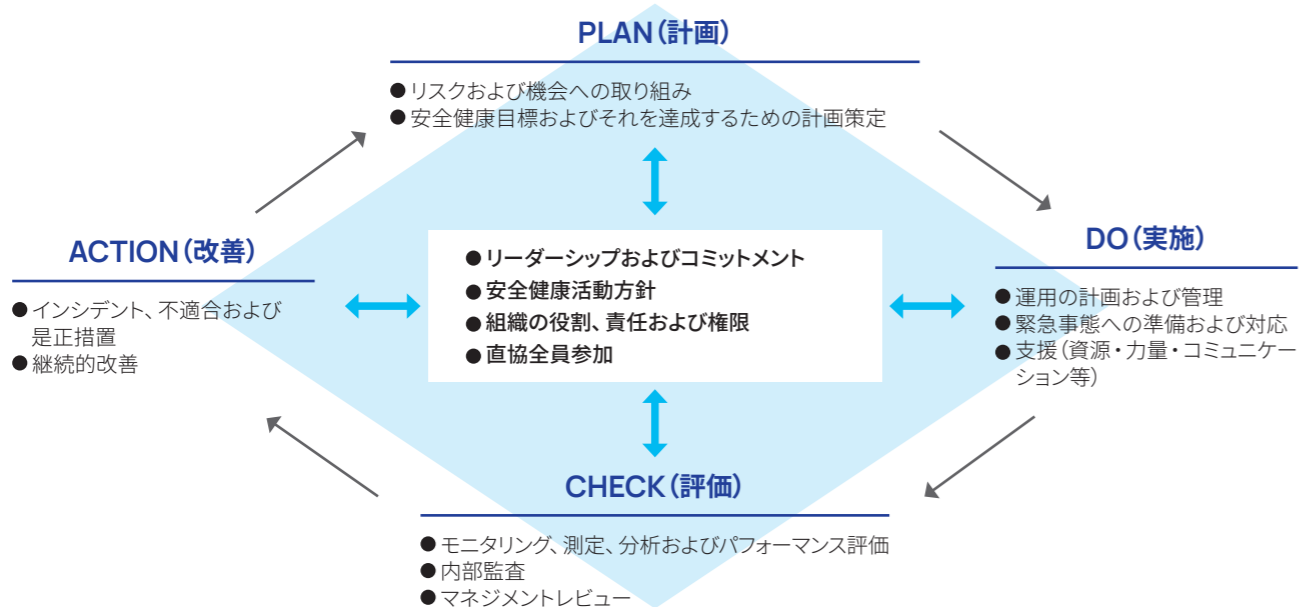 PLAN（計画）
●リスクおよび機会への取り組み
●安全健康目標およびそれを達成するための計画策定
ACTION（改善）
●インシデント、不適合および
是正措置
●継続的改善
●リーダーシップおよびコミットメント
●安全健康活動方針
●組織の役割、責任および権限
●直協全員参加
DO（実施）
●運用の計画および管理
●緊急事態への準備および対応
●支援（資源・力量・コミュニケー
ション等）
CHECK（評価）
●モニタリング、測定、分析およびパフォーマンス評価
●内部監査
●マネジメントレビュー